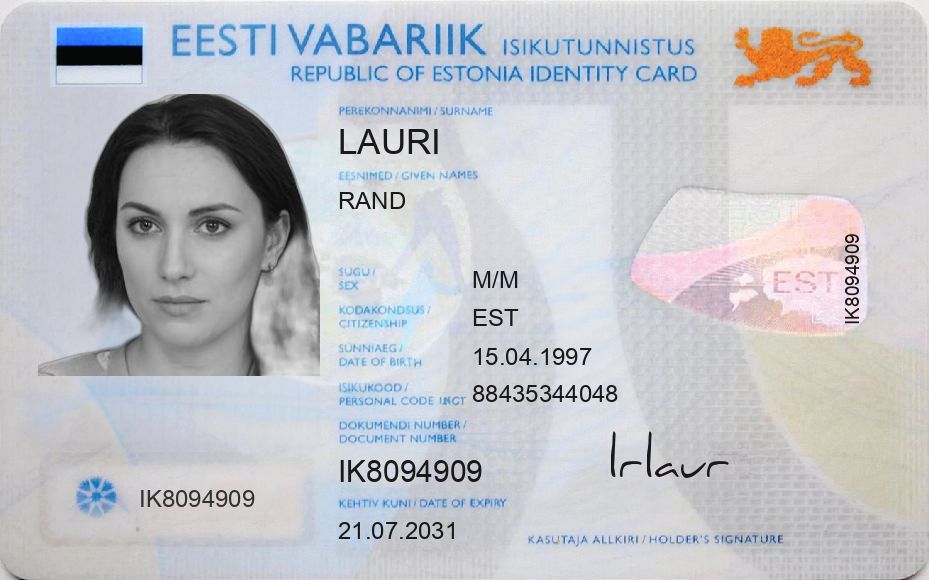 EESTI VABARIIK ISIKUTUNNISTUS
REPUBLIC OF ESTONIA IDENTITY CARD
PEREKONNANIMI / SURNAME
LAURI
EESNIMED / GIVEN NAMES
RAND
SUGU /
SEX
M/M
KODAKONDSUS /
CITIZENSHIP
EST
SÜNNIAEG /
DATE OF BIRTH
15.04.1997
ISIKUKOOD /
PERSONAL CODE
88435344048
DOKUMENDI NUMBER /
DOCUMENT NUMBER
IK8094909
KEHTIV KUNI / DATE OF EXPIRY
21.07.2031
IK8094909
EST
IK8094909
Irlaur
KASUTAJA ALLKIRI / HOLDER'S SIGNATURE